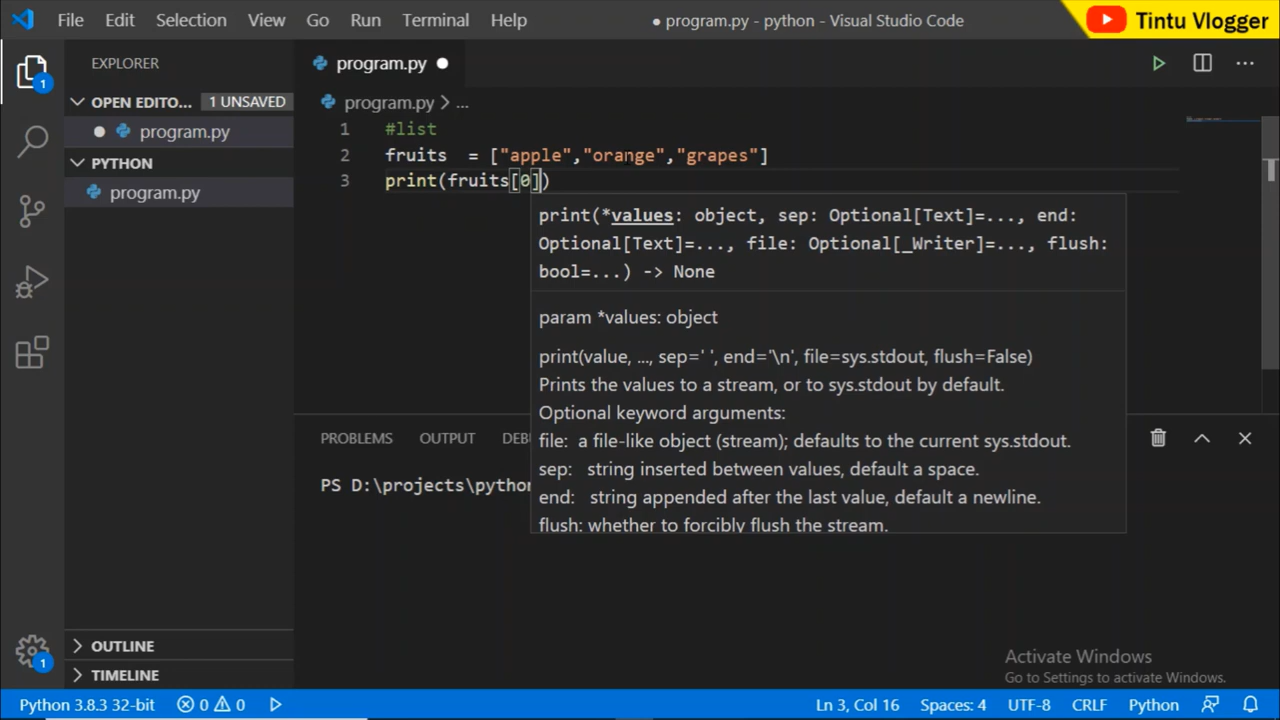 File Edit Selection View Go Run Terminal Help ● program.py - python - Visual Studio Code Tintu Vlogger
EXPLORER
1
OPEN EDITO... 1 UNSAVED
● program.py
PYTHON
program.py
OUTLINE
TIMELINE
1
program.py ●
program.py > ...
1 #list
2 fruits  = ["apple","orange","grapes"]
3 print(fruits[0])
print(*values: object, sep: Optional[Text]=..., end:
Optional[Text]=..., file: Optional[_Writer]=..., flush:
bool=...) -> None
param *values: object
print(value, ..., sep=' ', end='\n', file=sys.stdout, flush=False)
Prints the values to a stream, or to sys.stdout by default.
Optional keyword arguments:
file: a file-like object (stream); defaults to the current sys.stdout.
sep: string inserted between values, default a space.
end: string appended after the last value, default a newline.
flush: whether to forcibly flush the stream.
PROBLEMS OUTPUT DEB
PS D:\projects\python
Activate Windows
Go to Settings to activate Windows.
Python 3.8.3 32-bit 0 0 Ln 3, Col 16 Spaces: 4 UTF-8 CRLF Python